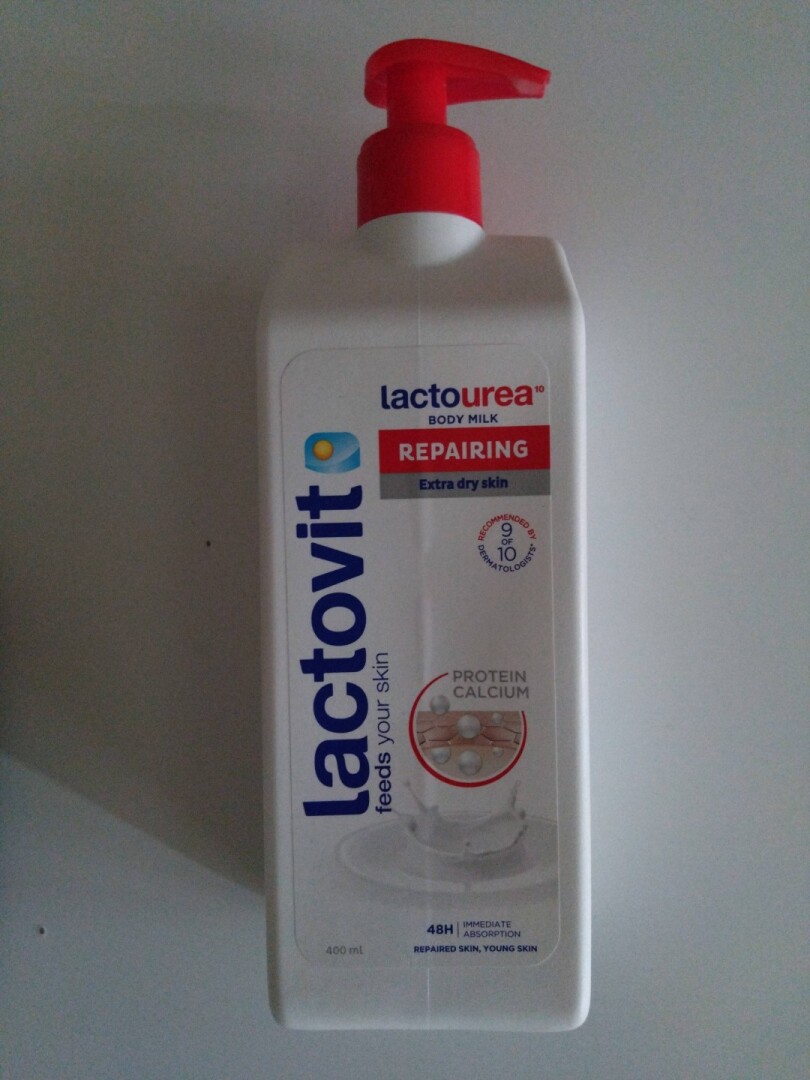 lactourea10
BODY MILK
REPAIRING
Extra dry skin
lactovit
feeds your skin
RECOMMENDED BY
9
OF
10
DERMATOLOGISTS*
PROTEIN
CALCIUM
48H | IMMEDIATE
ABSORPTION
400 ml
REPAIRED SKIN, YOUNG SKIN